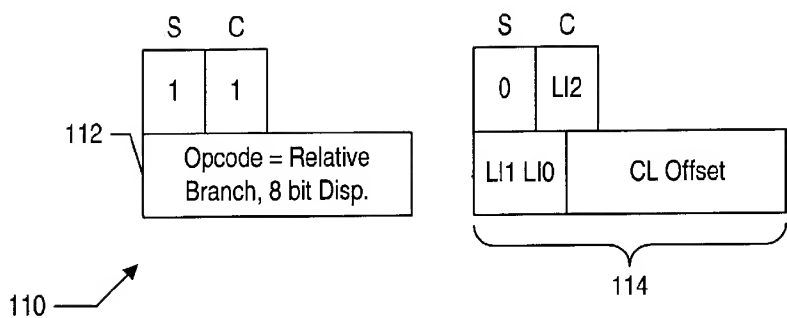 S C
1 1
112
Opcode = Relative
Branch, 8 bit Disp.
110
S C
0 LI2
LI1 LI0 CL Offset
114